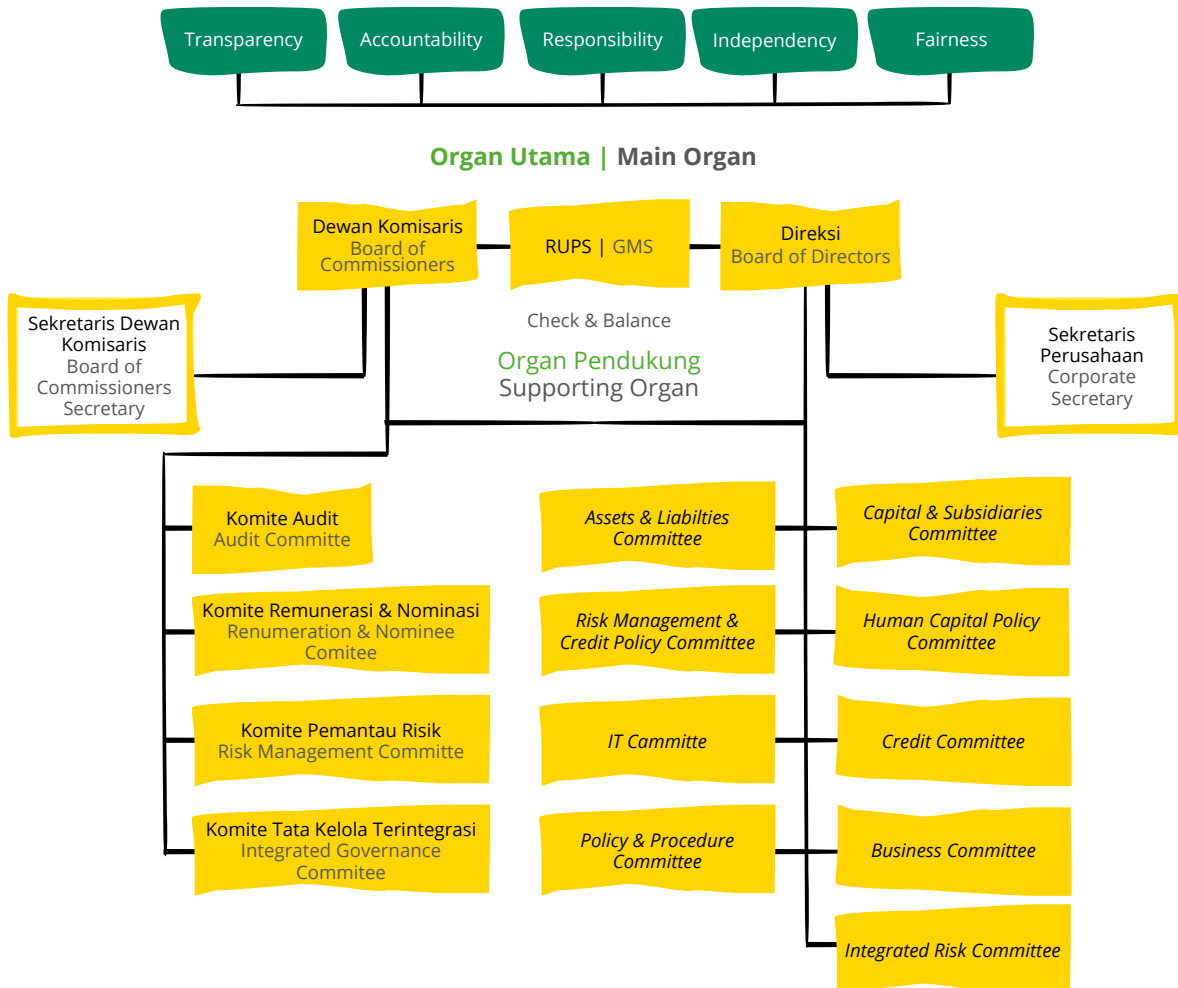 Transparency
Accountability
Responsibility
Independency
Fairness
Organ Utama | Main Organ
Dewan Komisaris
Board of
Commissioners
RUPS | GMS
Direksi
Board of Directors
Sekretaris Dewan
Komisaris
Board of
Commissioners
Secretary
Check & Balance
Organ Pendukung
Supporting Organ
Sekretaris
Perusahaan
Corporate
Secretary
Komite Audit
Audit Committe
Komite Remunerasi & Nominasi
Renumeration & Nominee
Comitee
Komite Pemantau Risik
Risk Management Committe
Komite Tata Kelola Terintegrasi
Integrated Governance
Commitee
Assets & Liabilties
Committee
Capital & Subsidiaries
Committee
Risk Management &
Credit Policy Committee
Human Capital Policy
Committee
IT Cammitte
Credit Committee
Policy & Procedure
Committee
Business Committee
Integrated Risk Committee